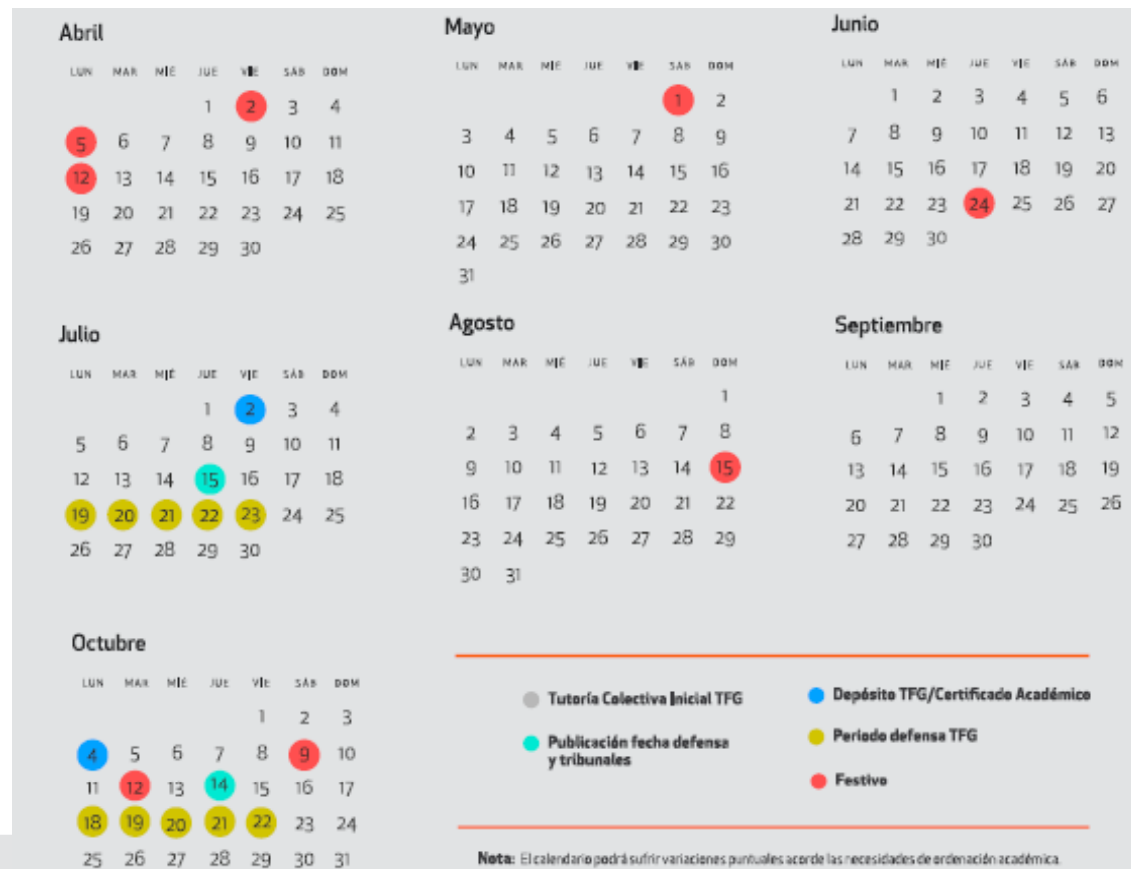 Abril
LUN MAR MIÉ JUE VIE SÁB DOM
1 2 3 4
5 6 7 8 9 10 11
12 13 14 15 16 17 18
19 20 21 22 23 24 25
26 27 28 29 30
Mayo
LUN MAR MIÉ JUE VIE SÁB DOM
1 2
3 4 5 6 7 8 9
10 11 12 13 14 15 16
17 18 19 20 21 22 23
24 25 26 27 28 29 30
31
Junio
LUN MAR MIÉ JUE VIE SÁB DOM
1 2 3 4 5 6
7 8 9 10 11 12 13
14 15 16 17 18 19 20
21 22 23 24 25 26 27
28 29 30
Julio
LUN MAR MIÉ JUE VIE SÁB DOM
1 2 3 4
5 6 7 8 9 10 11
12 13 14 15 16 17 18
19 20 21 22 23 24 25
26 27 28 29 30
Agosto
LUN MAR MIÉ JUE VIE SÁB DOM
1
2 3 4 5 6 7 8
9 10 11 12 13 14 15
16 17 18 19 20 21 22
23 24 25 26 27 28 29
30 31
Septiembre
LUN MAR MIÉ JUE VIE SÁB DOM
1 2 3 4 5
6 7 8 9 10 11 12
13 14 15 16 17 18 19
20 21 22 23 24 25 26
27 28 29 30
Octubre
LUN MAR MIÉ JUE VIE SÁB DOM
1 2 3
4 5 6 7 8 9 10
11 12 13 14 15 16 17
18 19 20 21 22 23 24
25 26 27 28 29 30 31
Tutoría Colectiva Inicial TFG
Publicación fecha defensa
y tribunales
Depósito TFG/Certificado Académico
Periodo defensa TFG
Festivo
Nota: El calendario podrá sufrir variaciones puntuales acorde las necesidades de ordenación académica.